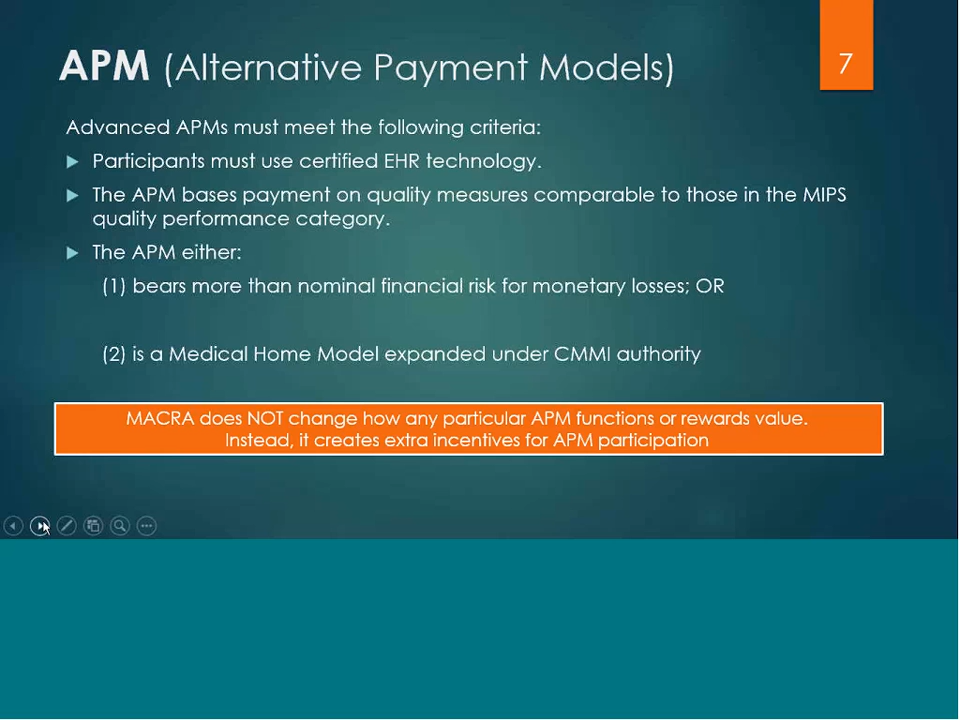 APM (Alternative Payment Models)
7
Advanced APMs must meet the following criteria:
Participants must use certified EHR technology.
The APM bases payment on quality measures comparable to those in the MIPS
quality performance category.
The APM either:
(1) bears more than nominal financial risk for monetary losses; OR
(2) is a Medical Home Model expanded under CMMI authority
MACRA does NOT change how any particular APM functions or rewards value.
Instead, it creates extra incentives for APM participation